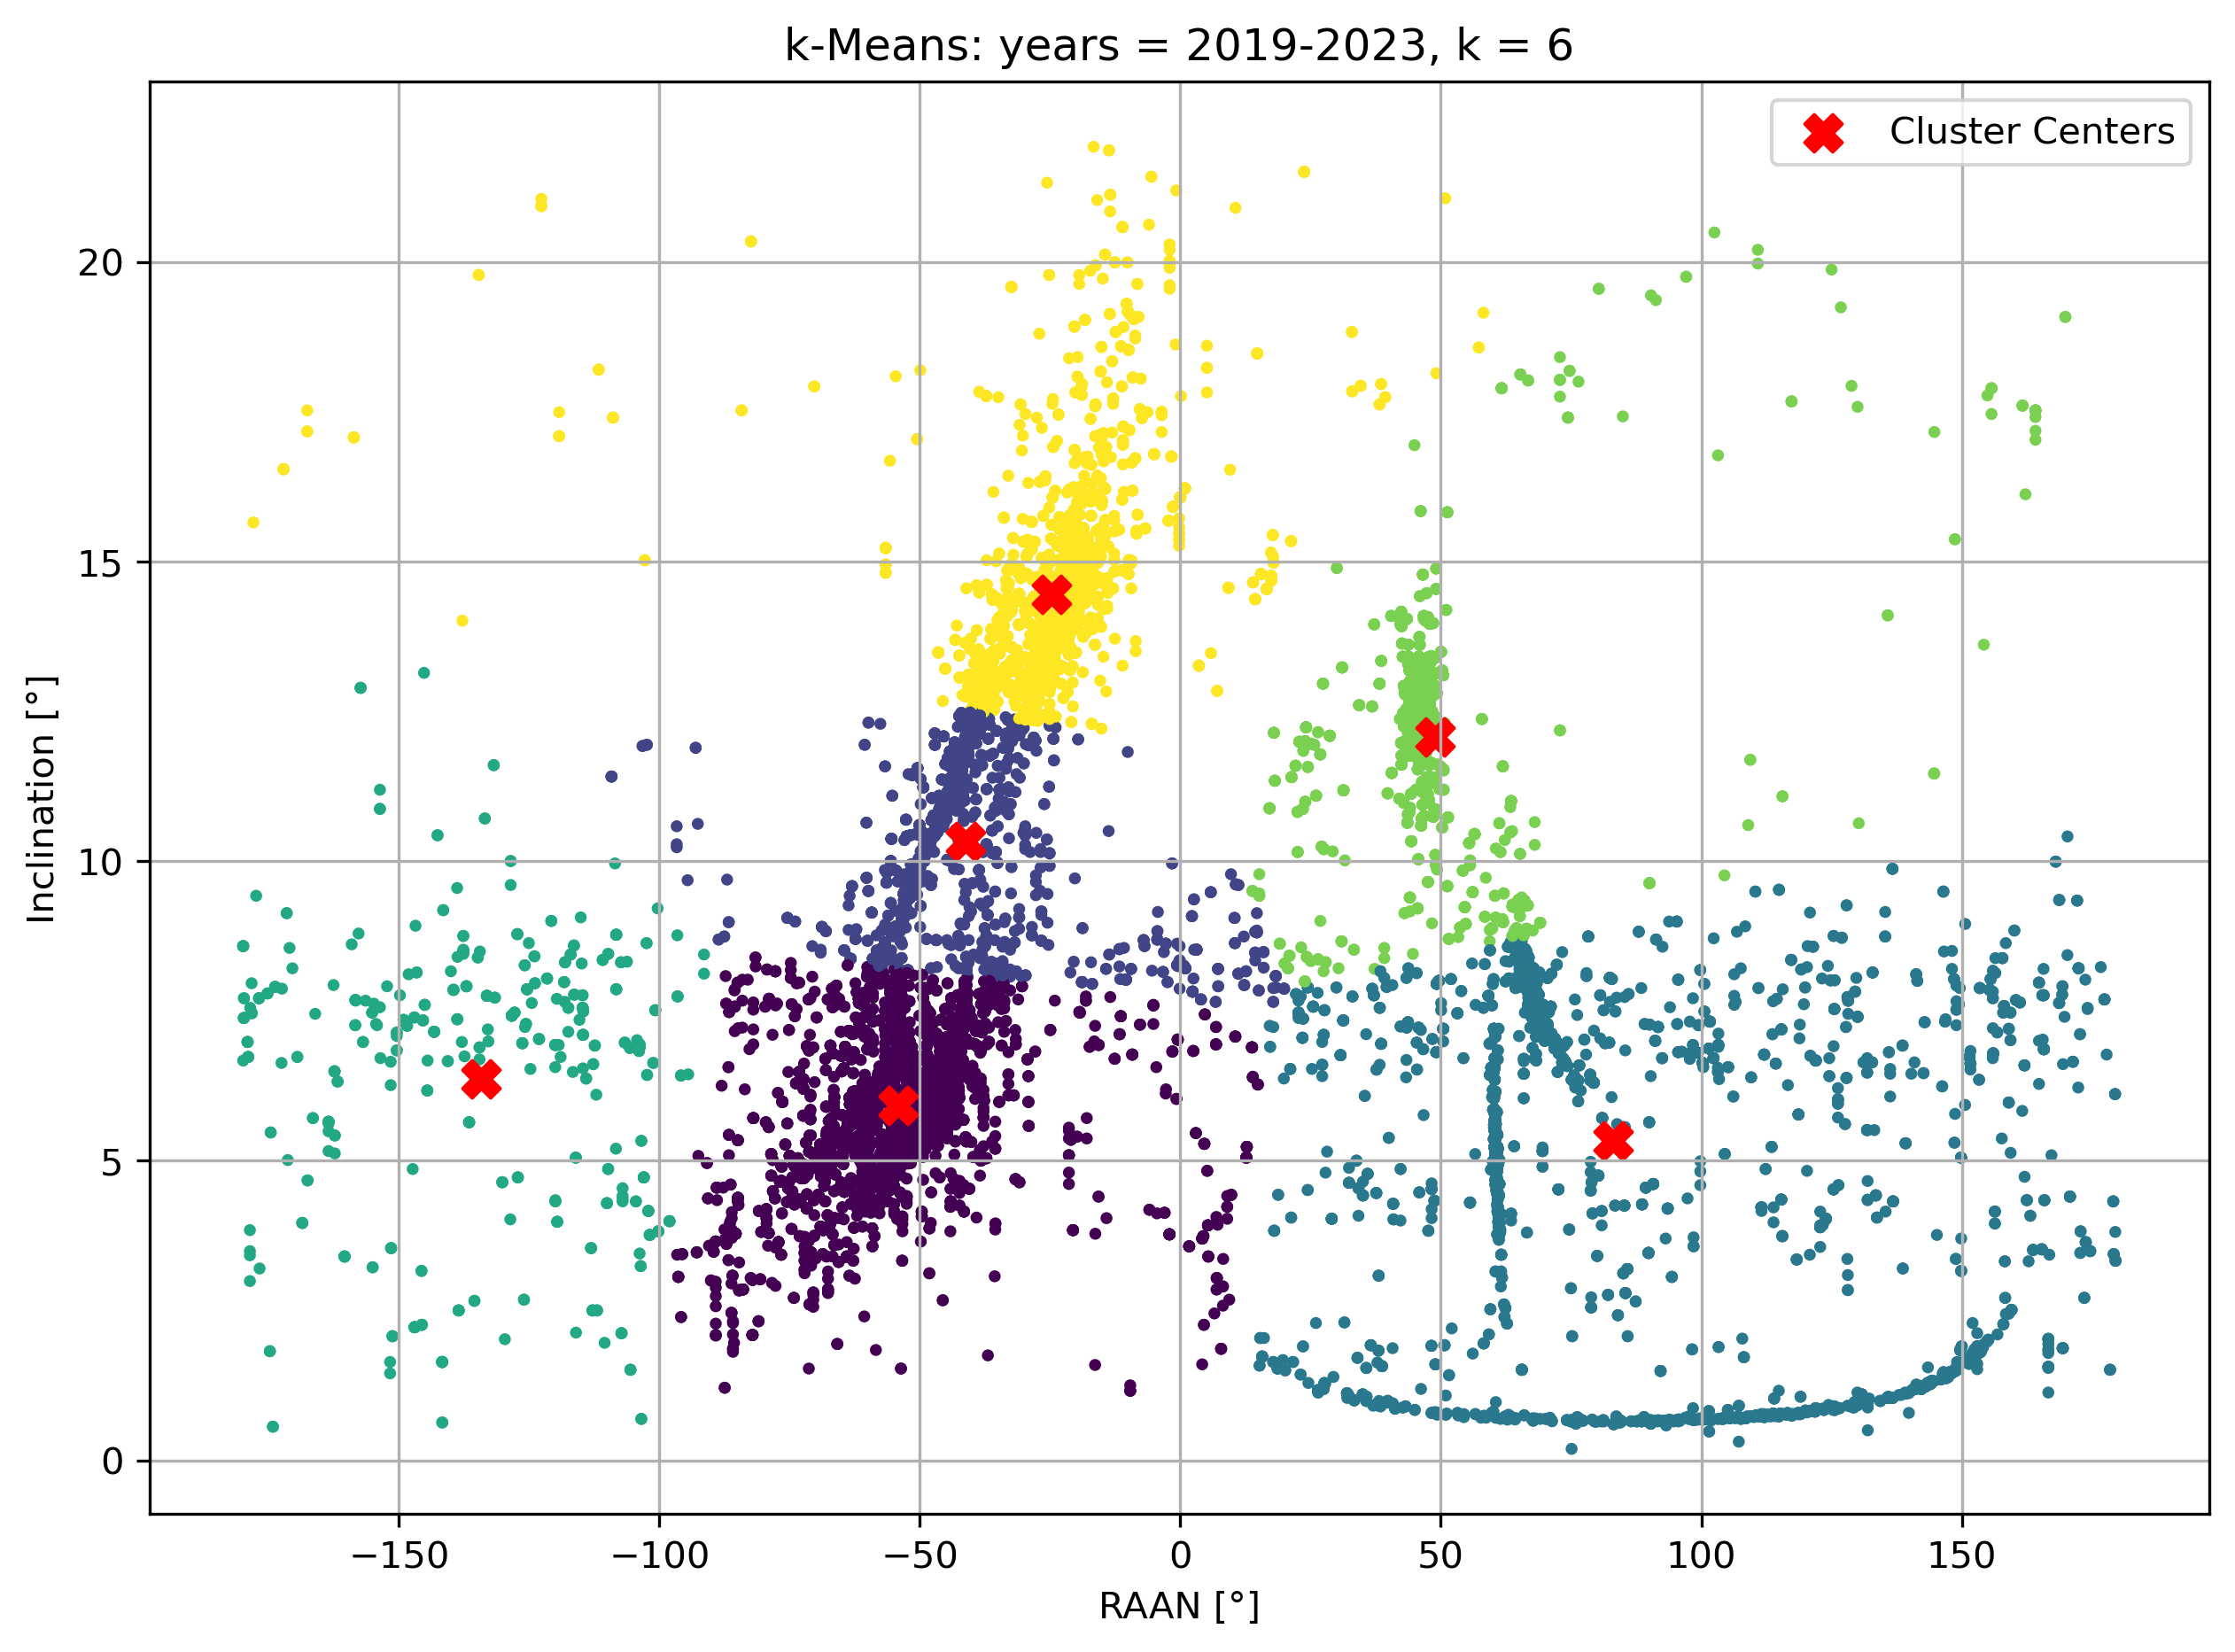 k-Means: years = 2019-2023, k = 6
Cluster Centers
Inclination [°]
20
15
10
5
0
−150 −100 −50 0 50 100 150
RAAN [°]